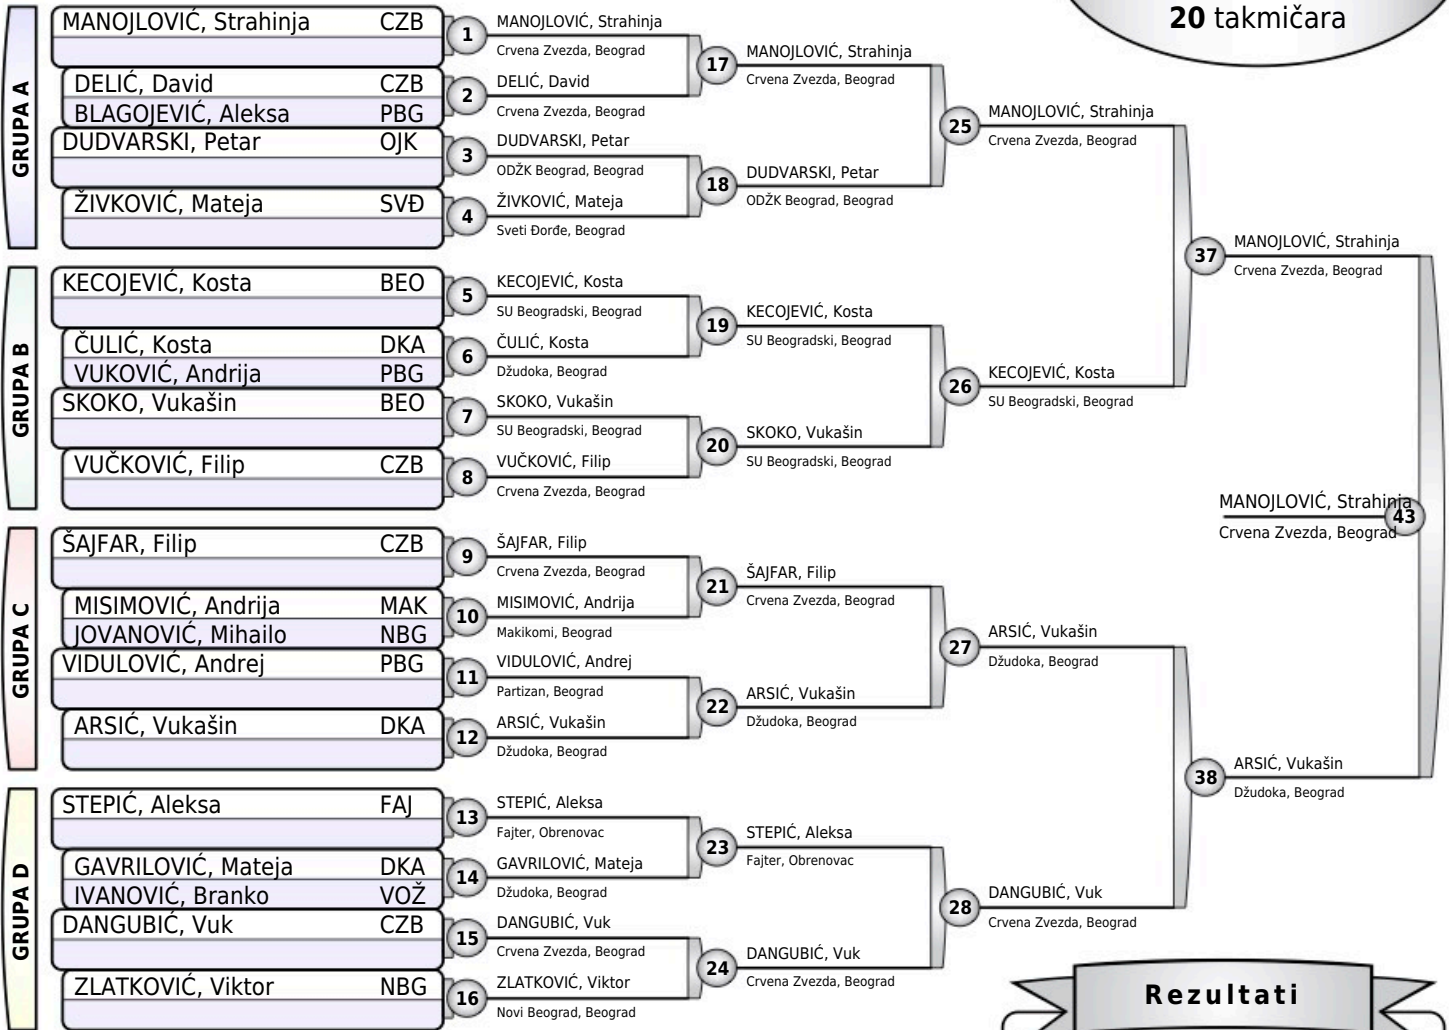 20 takmičara
GRUPA A
MANOJLOVIĆ, Strahinja CZB
DELIĆ, David CZB
BLAGOJEVIĆ, Aleksa PBG
DUDVARSKI, Petar OJK
ŽIVKOVIĆ, Mateja SVĐ
GRUPA B
KECOJEVIĆ, Kosta BEO
ČULIĆ, Kosta DKA
VUKOVIĆ, Andrija PBG
SKOKO, Vukašin BEO
VUČKOVIĆ, Filip CZB
GRUPA C
ŠAJFAR, Filip CZB
MISIMOVIĆ, Andrija MAK
JOVANOVIĆ, Mihailo NBG
VIDULOVIĆ, Andrej PBG
ARSIĆ, Vukašin DKA
GRUPA D
STEPIĆ, Aleksa FAJ
GAVRILOVIĆ, Mateja DKA
IVANOVIĆ, Branko VOŽ
DANGUBIĆ, Vuk CZB
ZLATKOVIĆ, Viktor NBG
1
MANOJLOVIĆ, Strahinja
Crvena Zvezda, Beograd
2
DELIĆ, David
Crvena Zvezda, Beograd
3
DUDVARSKI, Petar
ODŽK Beograd, Beograd
4
ŽIVKOVIĆ, Mateja
Sveti Đorđe, Beograd
5
KECOJEVIĆ, Kosta
SU Beogradski, Beograd
6
ČULIĆ, Kosta
Džudoka, Beograd
7
SKOKO, Vukašin
SU Beogradski, Beograd
8
VUČKOVIĆ, Filip
Crvena Zvezda, Beograd
9
ŠAJFAR, Filip
Crvena Zvezda, Beograd
10
MISIMOVIĆ, Andrija
Makikomi, Beograd
11
VIDULOVIĆ, Andrej
Partizan, Beograd
12
ARSIĆ, Vukašin
Džudoka, Beograd
13
STEPIĆ, Aleksa
Fajter, Obrenovac
14
GAVRILOVIĆ, Mateja
Džudoka, Beograd
15
DANGUBIĆ, Vuk
Crvena Zvezda, Beograd
16
ZLATKOVIĆ, Viktor
Novi Beograd, Beograd
17
MANOJLOVIĆ, Strahinja
Crvena Zvezda, Beograd
18
DUDVARSKI, Petar
ODŽK Beograd, Beograd
19
KECOJEVIĆ, Kosta
SU Beogradski, Beograd
20
SKOKO, Vukašin
SU Beogradski, Beograd
21
ŠAJFAR, Filip
Crvena Zvezda, Beograd
22
ARSIĆ, Vukašin
Džudoka, Beograd
23
STEPIĆ, Aleksa
Fajter, Obrenovac
24
DANGUBIĆ, Vuk
Crvena Zvezda, Beograd
25
MANOJLOVIĆ, Strahinja
Crvena Zvezda, Beograd
26
KECOJEVIĆ, Kosta
SU Beogradski, Beograd
27
ARSIĆ, Vukašin
Džudoka, Beograd
28
DANGUBIĆ, Vuk
Crvena Zvezda, Beograd
37
MANOJLOVIĆ, Strahinja
Crvena Zvezda, Beograd
38
ARSIĆ, Vukašin
Džudoka, Beograd
MANOJLOVIĆ, Strahinja
43
Crvena Zvezda, Beograd
Rezultati